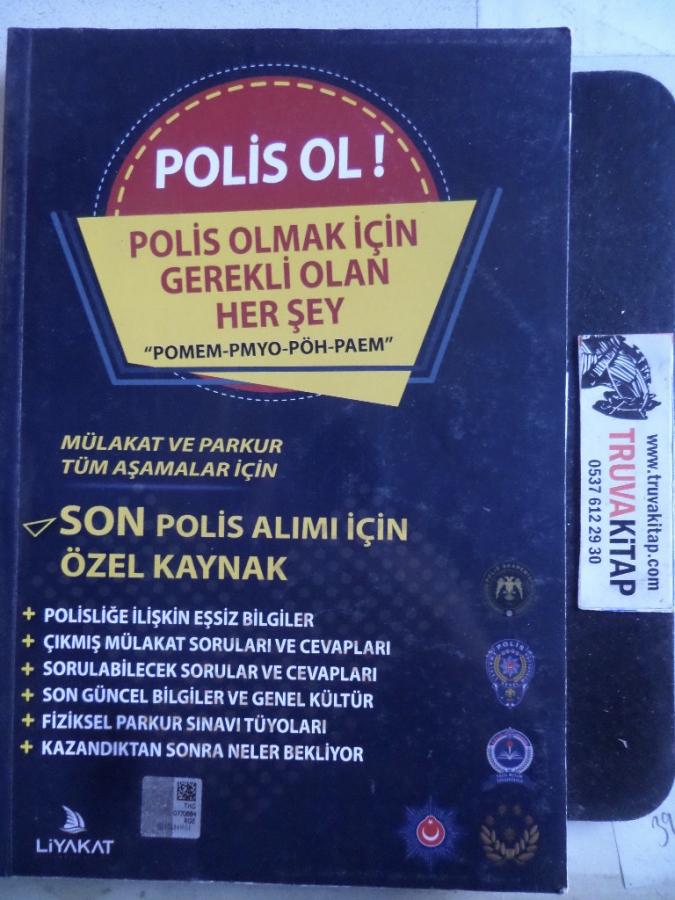 POLİS OL !
POLİS OLMAK İÇİN
GEREKLİ OLAN
HER ŞEY
"POMEM-PMYO-PÖH-PAEM"
MÜLAKAT VE PARKUR
TÜM AŞAMALAR İÇİN
SON POLİS ALIMI İÇİN
ÖZEL KAYNAK
+ POLİSLİĞE İLİŞKİN EŞSİZ BİLGİLER
+ ÇIKMIŞ MÜLAKAT SORULARI VE CEVAPLARI
+ SORULABİLECEK SORULAR VE CEVAPLARI
+ SON GÜNCEL BİLGİLER VE GENEL KÜLTÜR
+ FİZİKSEL PARKUR SINAVI TÜYOLARI
+ KAZANDIKTAN SONRA NELER BEKLİYOR
LİYAKAT
POLİS
www.truvakitap.com
TRUVAKİTAP
0537 612 29 30